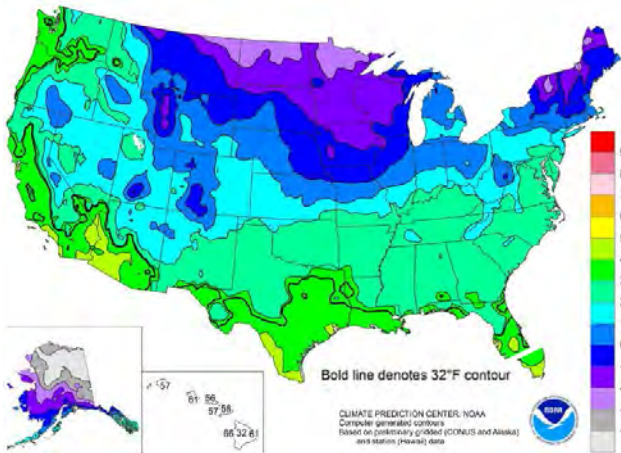 Bold line denotes 32°F contour
57
61
56
57
58
66 32 61
CLIMATE PREDICTION CENTER, NOAA
Computer generated contours
Based on preliminary gridded (CONUS and Alaska)
and station (Hawaii) data
NOAA